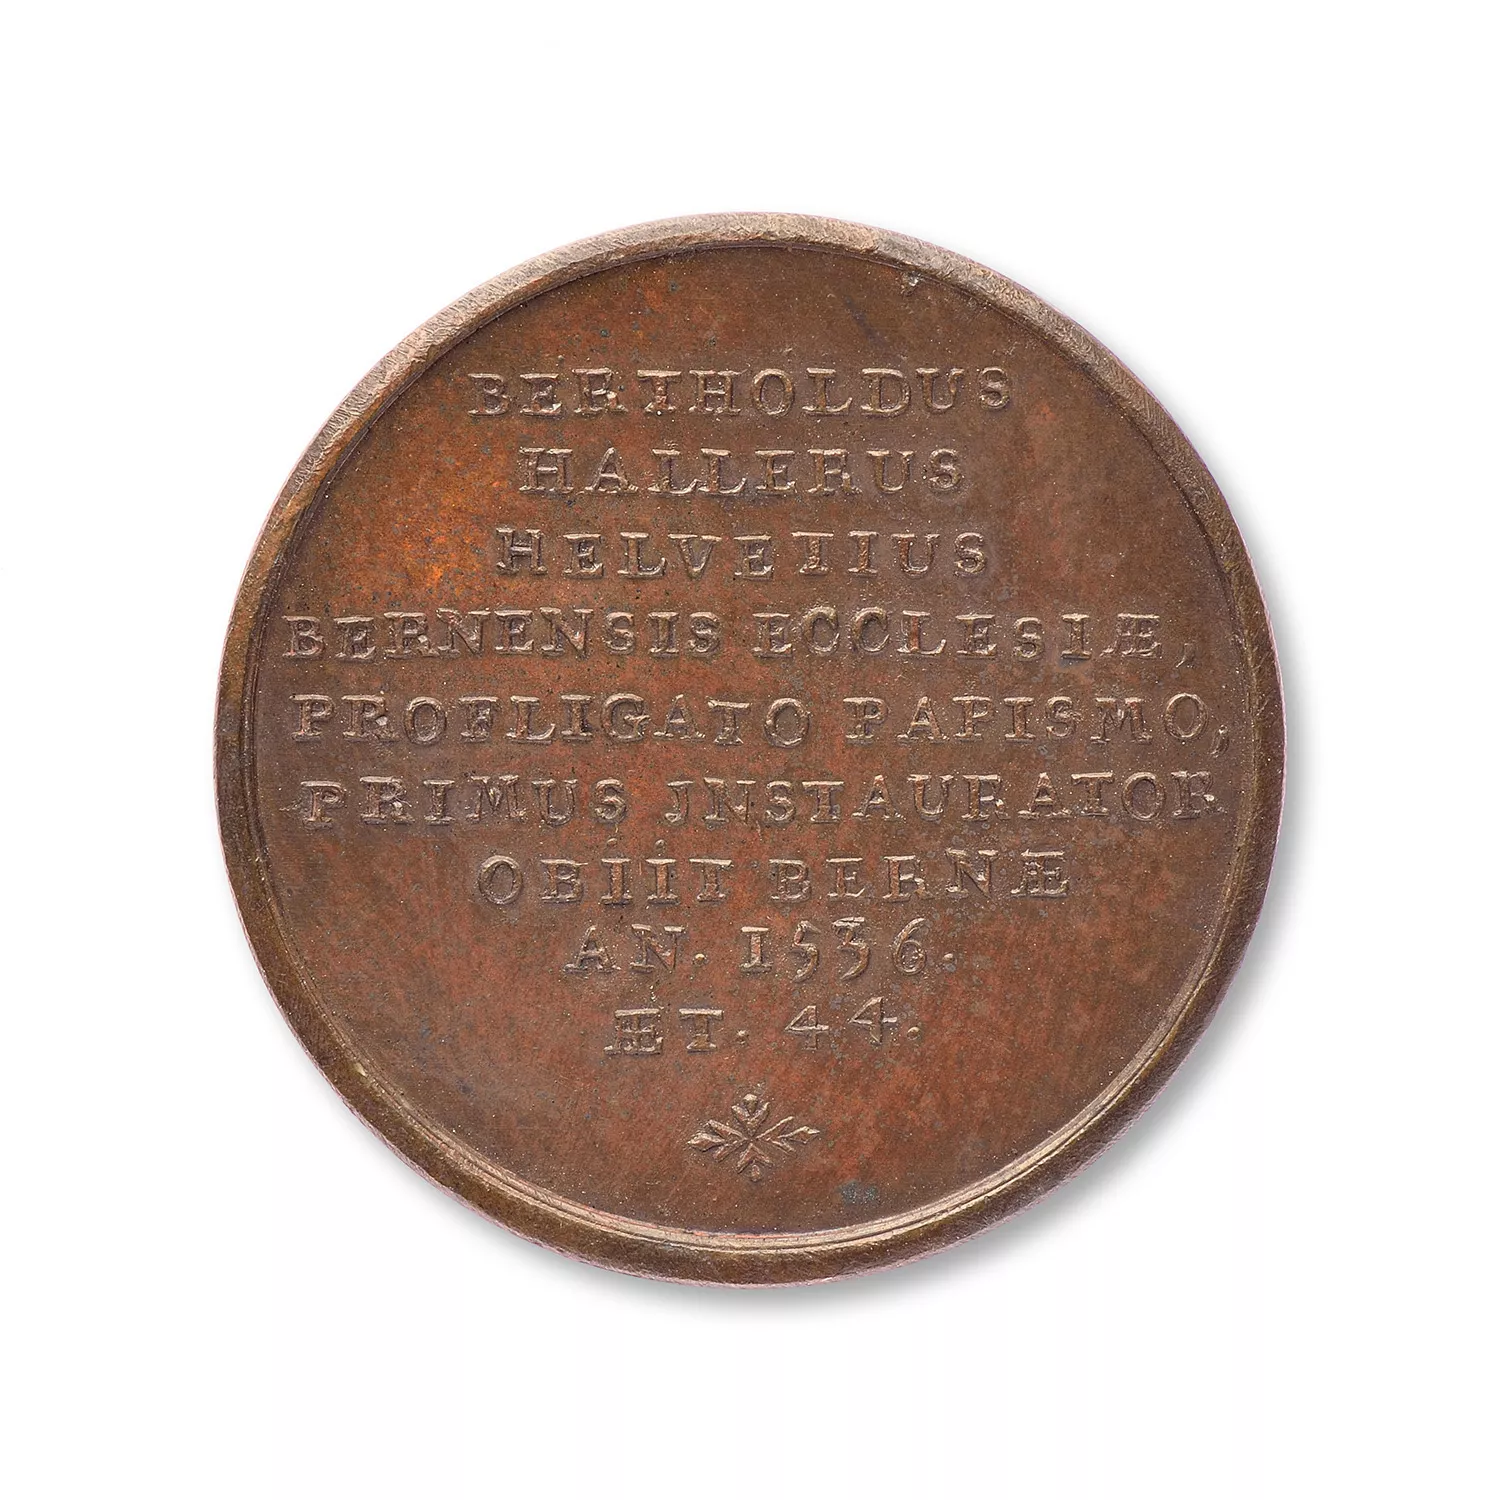 BERTHOLDUS
HALLERUS
HELVETIUS
BERNENSIS ECCLESIÆ,
PROFLIGATO PAPISMO,
PRIMUS JNSTAURATOR
OBIIT BERNÆ
AN. 1536.
ÆT. 44.